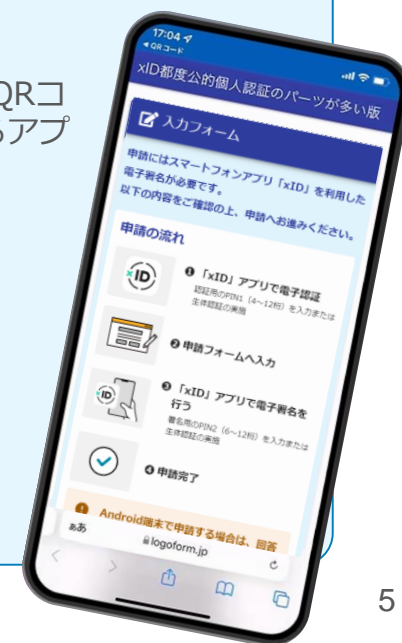 QRコ
るアプ
17:04
QRコード
xID都度公的個人認証のパーツが多い版
入力フォーム
申請にはスマートフォンアプリ「xID」を利用した
電子署名が必要です。
以下の内容をご確認の上、申請へお進みください。
申請の流れ
xID
❶「xID」アプリで電子認証
認証用のPIN1（4～12桁）を入力または
生体認証の実施
❷申請フォームへ入力
xID
❸「xID」アプリで電子署名を
行う
署名用のPIN2（6～12桁）を入力または
生体認証の実施
❹申請完了
Android端末で申請する場合は、回答
ぁあ
logoform.jp
5